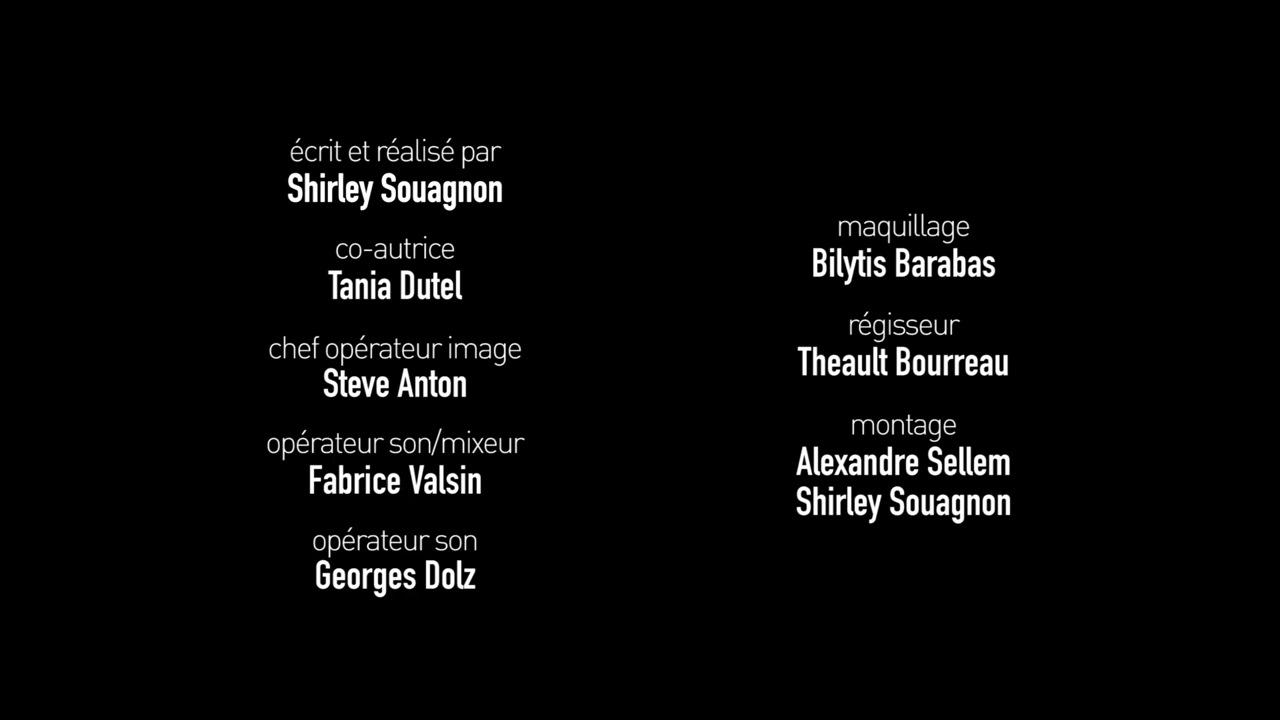 écrit et réalisé par
Shirley Souagnon
co-autrice
Tania Dutel
chef opérateur image
Steve Anton
opérateur son/mixeur
Fabrice Valsin
opérateur son
Georges Dolz
maquillage
Bilytis Barabas
régisseur
Theault Bourreau
montage
Alexandre Sellem
Shirley Souagnon